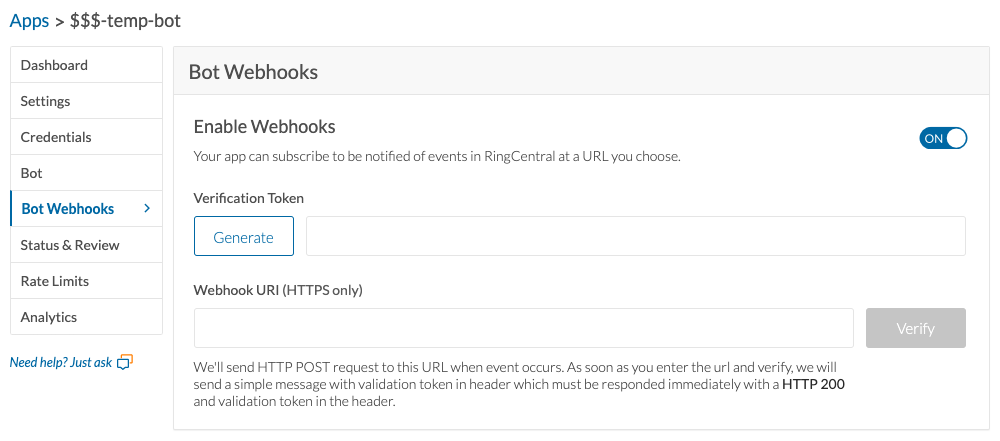 Apps > $$$-temp-bot
Dashboard
Settings
Credentials
Bot
Bot Webhooks
Status & Review
Rate Limits
Analytics
Need help? Just ask
Bot Webhooks
Enable Webhooks
ON
Your app can subscribe to be notified of events in RingCentral at a URL you choose.
Verification Token
Generate
Webhook URI (HTTPS only)
Verify
We'll send HTTP POST request to this URL when event occurs. As soon as you enter the url and verify, we will
send a simple message with validation token in header which must be responded immediately with a HTTP 200
and validation token in the header.